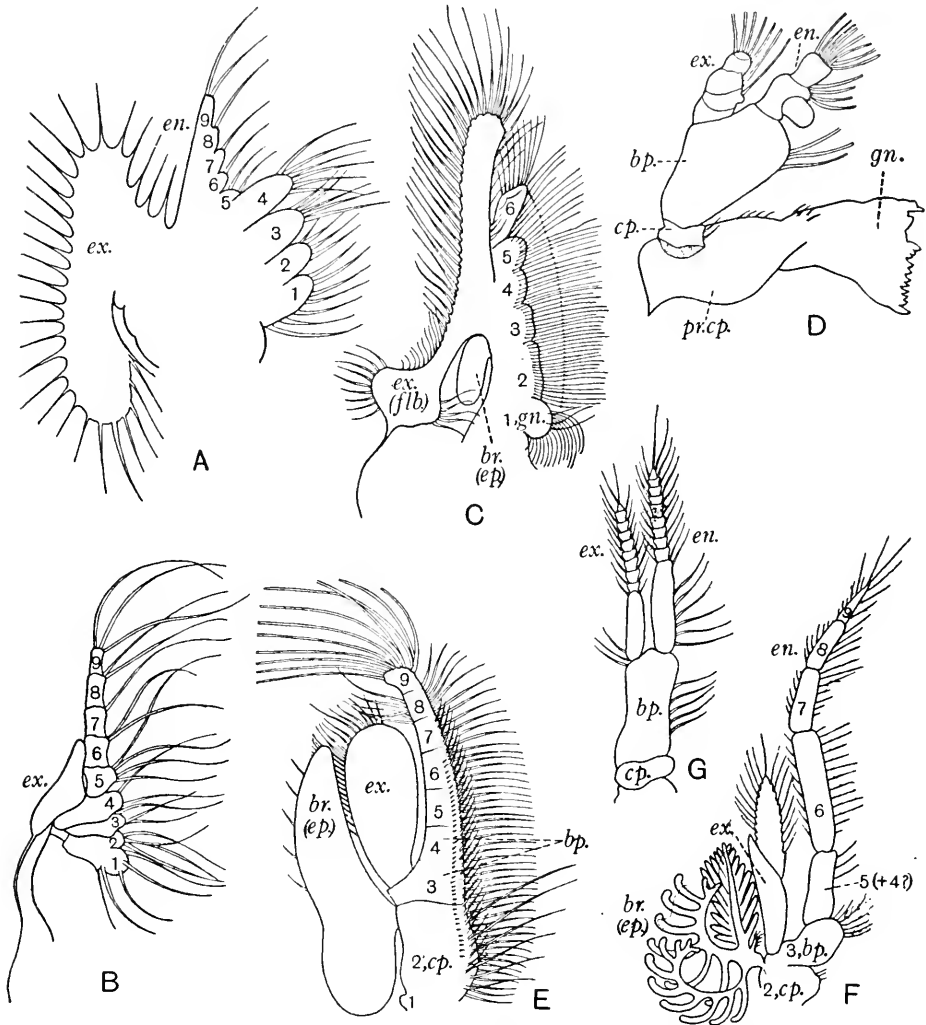 en.
9
8
7
6
5
4
3
2
1
ex.
A
6
5
4
3
2
1, gn.
ex.
(flb.)
br.
(ep.)
C
ex.
en.
bp.
gn.
cp.
pr.cp.
D
9
8
7
6
5
4
3
2
1
ex.
B
9
8
7
6
5
4
3
bp.
ex.
br.
(ep.)
2, cp.
1
E
ex.
en.
bp.
cp.
G
9
8
en.
7
6
ex.
5 (+4?)
br.
(ep.)
3, bp.
2, cp.
F